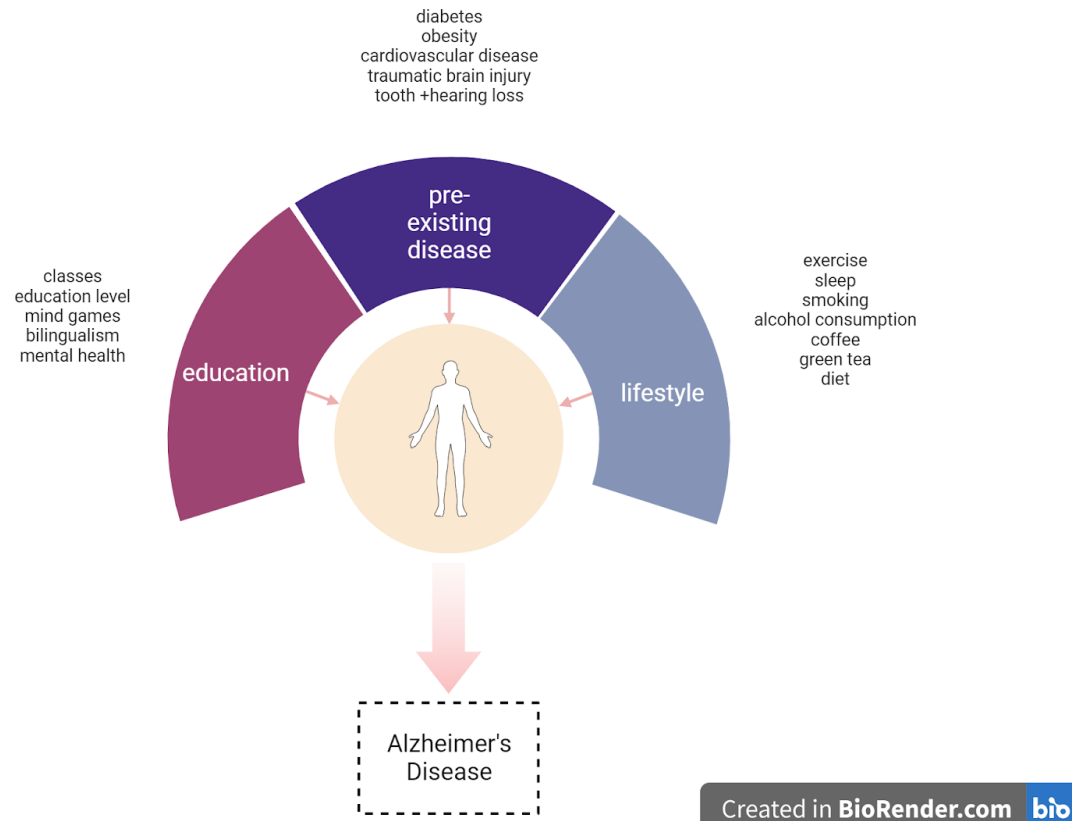 diabetes
obesity
cardiovascular disease
traumatic brain injury
tooth +hearing loss
pre-
existing
disease
classes
education level
mind games
bilingualism
mental health
education
lifestyle
exercise
sleep
smoking
alcohol consumption
coffee
green tea
diet
Alzheimer's
Disease
Created in BioRender.com bio